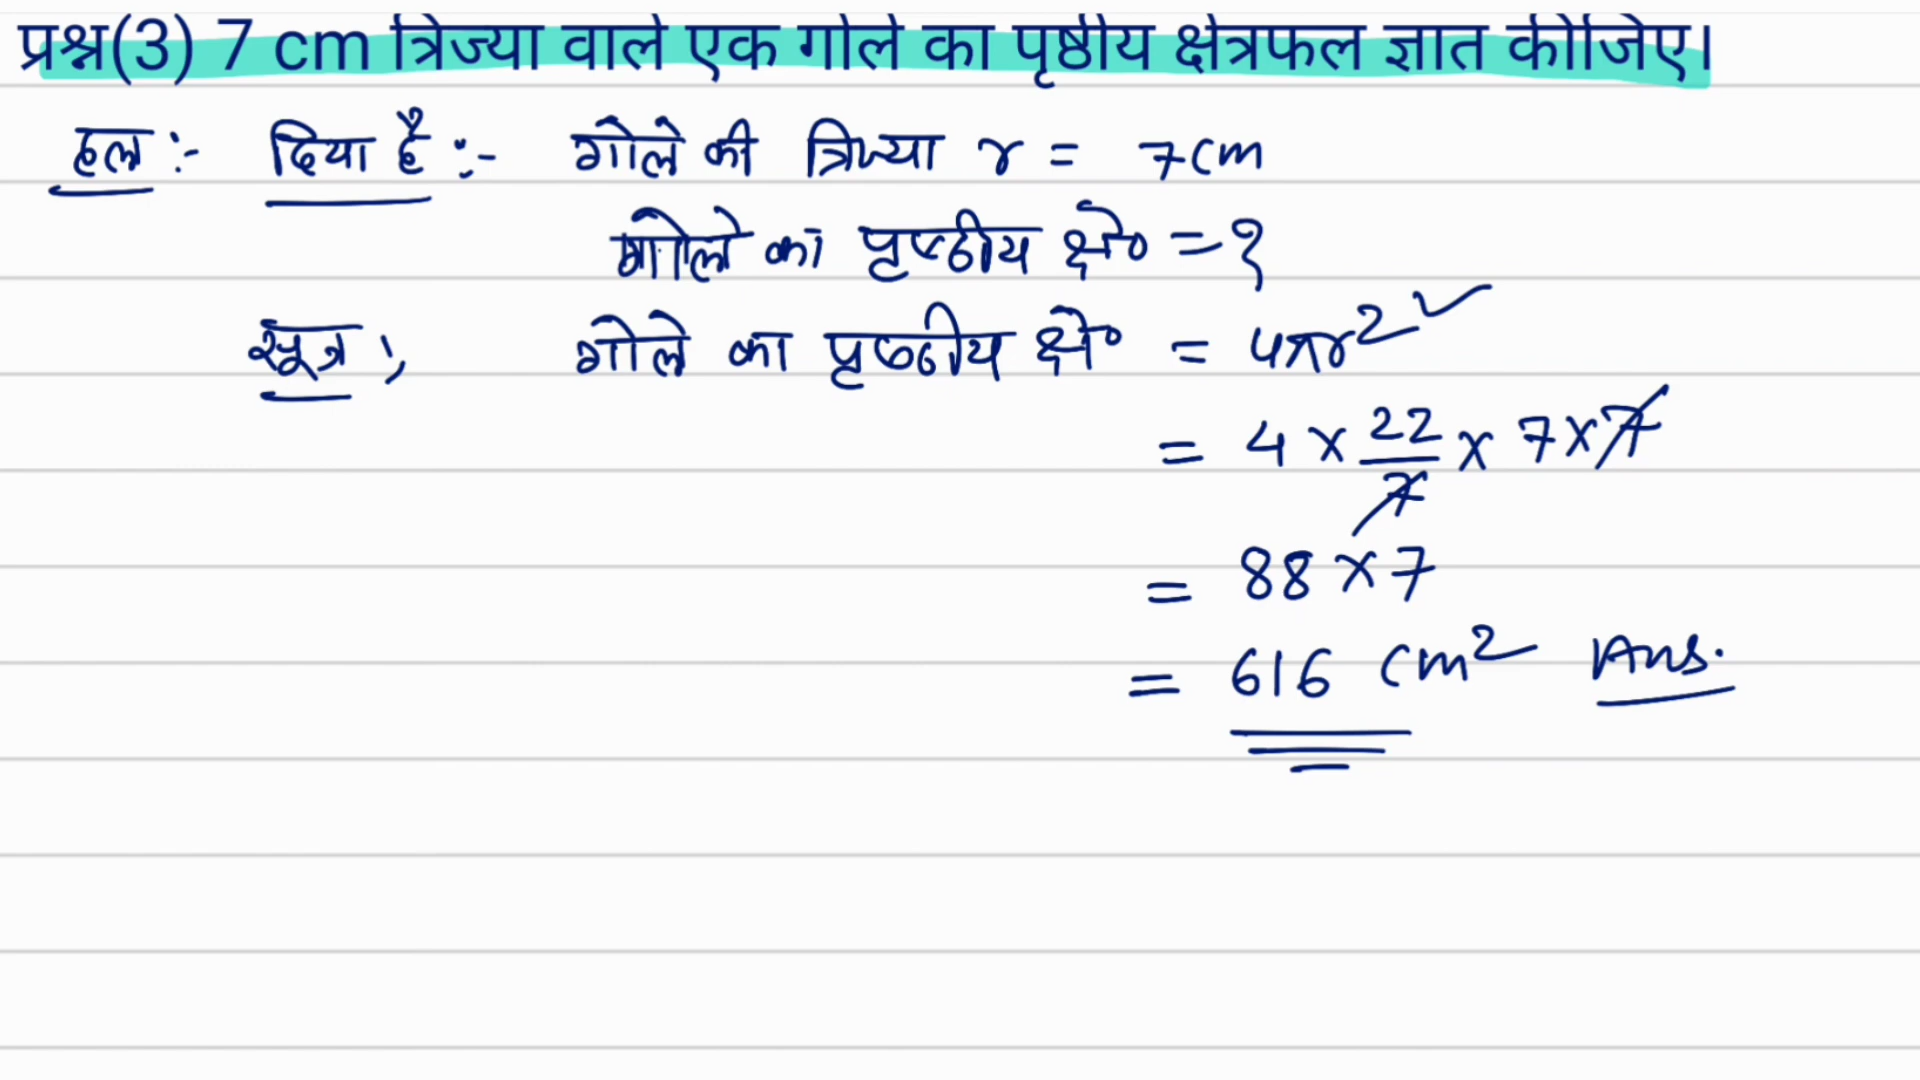 प्रश्न(3) 7 cm त्रिज्या वाले एक गोले का पृष्ठीय क्षेत्रफल ज्ञात कीजिए।
हल :- दिया है :- गोले की त्रिज्या r = 7cm
गोले का पृष्ठीय क्षे० = ?
सूत्र, गोले का पृष्ठीय क्षे० = 4πr² ✓
= 4 × 22/7 × 7 × 7
= 88 × 7
= 616 cm² Ans.